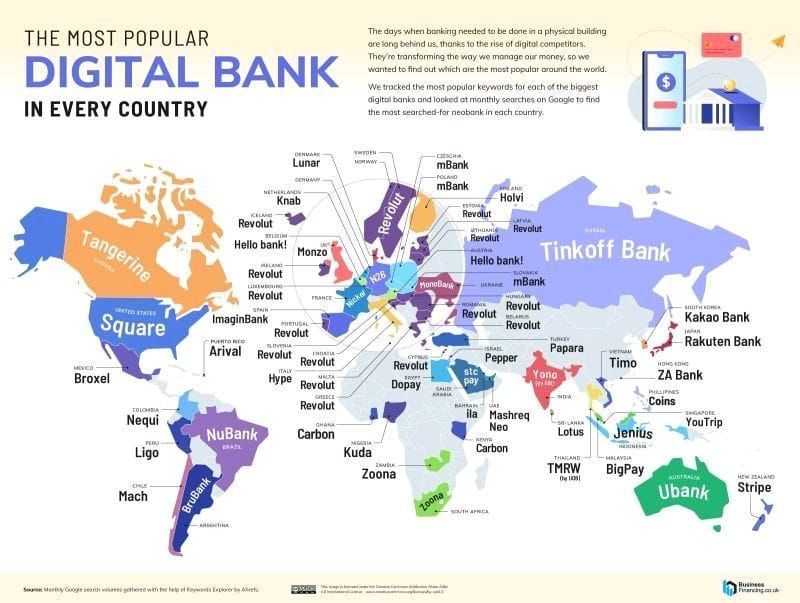 THE MOST POPULAR
DIGITAL BANK
IN EVERY COUNTRY
The days when banking needed to be done in a physical building
are long behind us, thanks to the rise of digital competitors.
They're transforming the way we manage our money, so we
wanted to find out which are the most popular around the world.
We tracked the most popular keywords for each of the biggest
digital banks and looked at monthly searches on Google to find
the most searched-for neobank in each country.
$
DENMARK
Lunar
SWEDEN
NORWAY
Revolut
CZECHIA
mBank
POLAND
mBank
GERMANY
N26
NETHERLANDS
Knab
FINLAND
Holvi
ESTONIA
Revolut
LATVIA
Revolut
ICELAND
Revolut
LITHUANIA
Revolut
BELGIUM
Hello bank!
UK
Monzo
AUSTRIA
Hello bank!
IRELAND
Revolut
SLOVAKIA
mBank
LUXEMBOURG
Revolut
UKRAINE
MonoBank
FRANCE
Nickel
HUNGARY
Revolut
ROMANIA
Revolut
SPAIN
ImaginBank
BELARUS
Revolut
PORTUGAL
Revolut
SLOVENIA
Revolut
CROATIA
Revolut
ITALY
Hype
MALTA
Revolut
GREECE
Revolut
CYPRUS
Revolut
ISRAEL
Pepper
TURKEY
Papara
EGYPT
Dopay
SAUDI
ARABIA
stc
pay
BAHRAIN
ila
UAE
Mashreq
Neo
RUSSIA
Tinkoff Bank
Tangerine
CANADA
UNITED STATES
Square
MEXICO
Broxel
PUERTO RICO
Arival
COLOMBIA
Nequi
PERU
Ligo
NuBank
BRAZIL
CHILE
Mach
BruBank
ARGENTINA
GHANA
Carbon
NIGERIA
Kuda
KENYA
Carbon
ZAMBIA
Zoona
Zoona
SOUTH AFRICA
Yono
INDIA
SRI LANKA
Lotus
THAILAND
TMRW
MALAYSIA
BigPay
Jenius
INDONESIA
SINGAPORE
YouTrip
PHILLIPINES
Coins
VIETNAM
Timo
HONG KONG
ZA Bank
SOUTH KOREA
Kakao Bank
JAPAN
Rakuten Bank
AUSTRALIA
Ubank
NEW ZEALAND
Stripe
Source: Monthly Google search volumes gathered with the help of Keywords Explorer by Ahrefs.
Business
Financing.co.uk